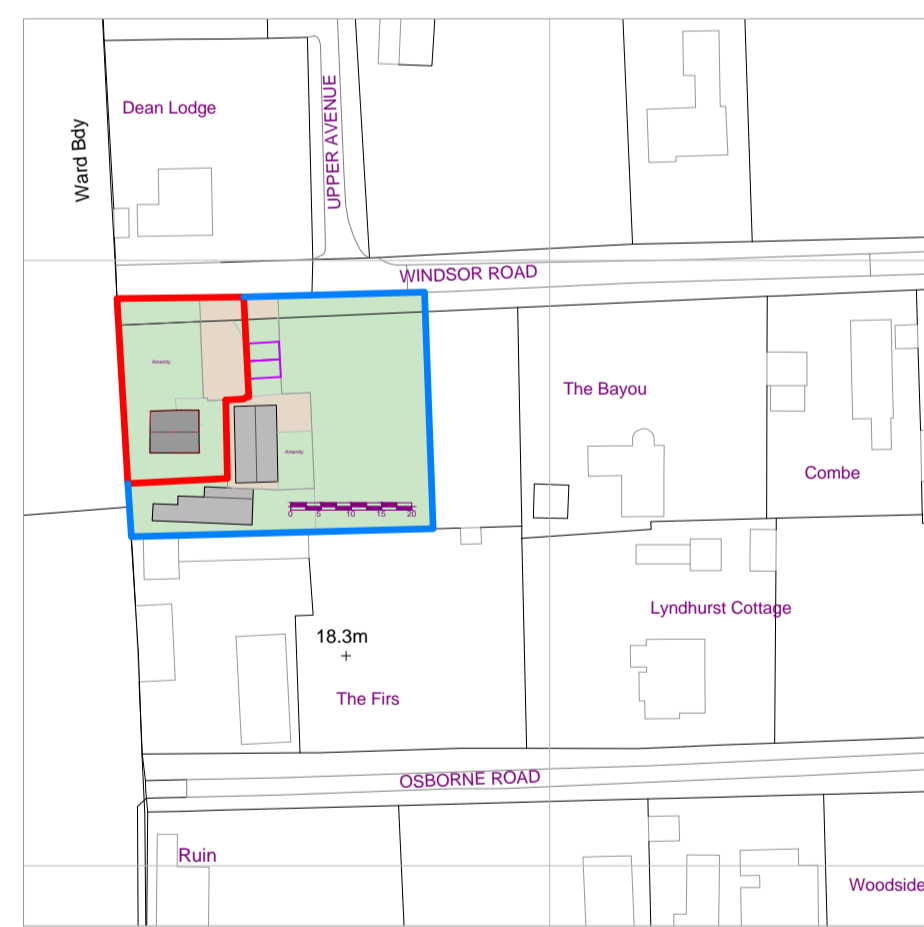 Dean Lodge
Ward Bdy
UPPER AVENUE
WINDSOR ROAD
Amenity
The Bayou
Amenity
Combe
0 5 10 15 20
Lyndhurst Cottage
18.3m
The Firs
OSBORNE ROAD
Ruin
Woodside